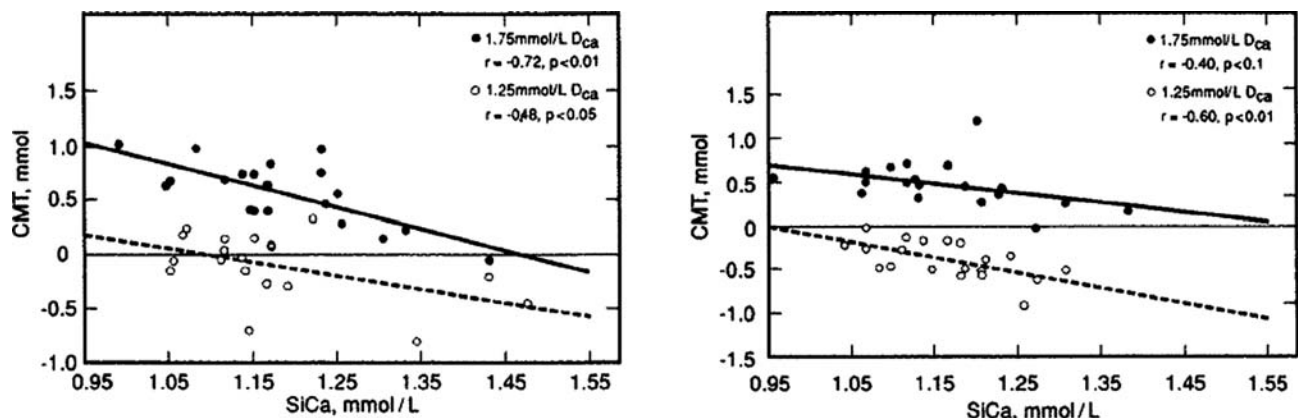 1.75mmol/L Dca
r = -0.72, p<0.01
1.25mmol/L Dca
r = -0.48, p<0.05
CMT, mmol
1.5
1.0
0.5
0
-0.5
-1.0
0.95 1.05 1.15 1.25 1.35 1.45 1.55
SiCa, mmol/L
1.75mmol/L Dca
r = -0.40, p<0.1
1.25mmol/L Dca
r = -0.60, p<0.01
CMT, mmol
1.5
1.0
0.5
0
-0.5
-1.0
-1.5
0.95 1.05 1.15 1.25 1.35 1.45 1.55
SiCa, mmol/L